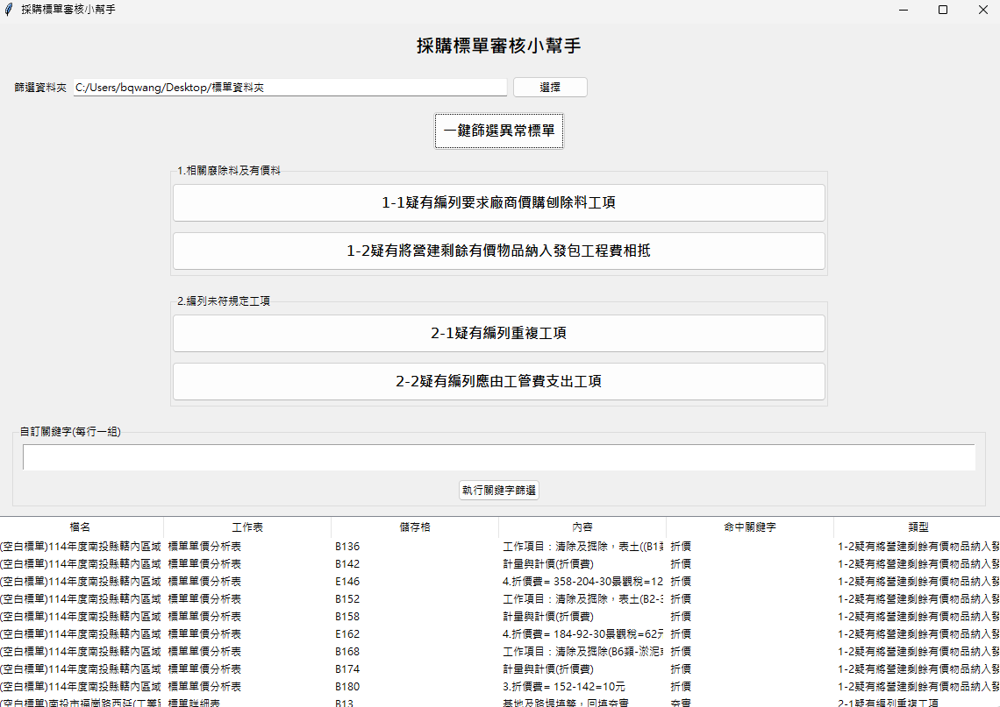 採購標單審核小幫手
採購標單審核小幫手
篩選資料夾 C:/Users/bqwang/Desktop/標單資料夾 選擇
一鍵篩選異常標單
1.相關廢除料及有價料
1-1疑有編列要求廠商價購刨除料工項
1-2疑有將營建剩餘有價物品納入發包工程費相抵
2.編列未符規定工項
2-1疑有編列重複工項
2-2疑有編列應由工管費支出工項
自訂關鍵字(每行一組)
執行關鍵字篩選
檔名 工作表 儲存格 內容 命中關鍵字 類型
(空白標單)114年度南投縣轄內區域 標單單價分析表 B136 工作項目：清除及掘除，表土((B1 折價 1-2疑有將營建剩餘有價物品納入發
(空白標單)114年度南投縣轄內區域 標單單價分析表 B142 計量與計價(折價費) 折價 1-2疑有將營建剩餘有價物品納入發
(空白標單)114年度南投縣轄內區域 標單單價分析表 E146 4.折價費= 358-204-30景觀稅=12 折價 1-2疑有將營建剩餘有價物品納入發
(空白標單)114年度南投縣轄內區域 標單單價分析表 B152 工作項目：清除及掘除，表土(B2-3 折價 1-2疑有將營建剩餘有價物品納入發
(空白標單)114年度南投縣轄內區域 標單單價分析表 B158 計量與計價(折價費) 折價 1-2疑有將營建剩餘有價物品納入發
(空白標單)114年度南投縣轄內區域 標單單價分析表 E162 4.折價費= 184-92-30景觀稅=62元 折價 1-2疑有將營建剩餘有價物品納入發
(空白標單)114年度南投縣轄內區域 標單單價分析表 B168 工作項目：清除及掘除(B6類-淤泥 折價 1-2疑有將營建剩餘有價物品納入發
(空白標單)114年度南投縣轄內區域 標單單價分析表 B174 計量與計價(折價費) 折價 1-2疑有將營建剩餘有價物品納入發
(空白標單)114年度南投縣轄內區域 標單單價分析表 B180 3.折價費= 152-142=10元 折價 1-2疑有將營建剩餘有價物品納入發
(空白標單)南投市福崗路西延(工業 標單詳細表 B13 基地及路堤填築，回填夯實 夯實 2-1疑有編列重複工項